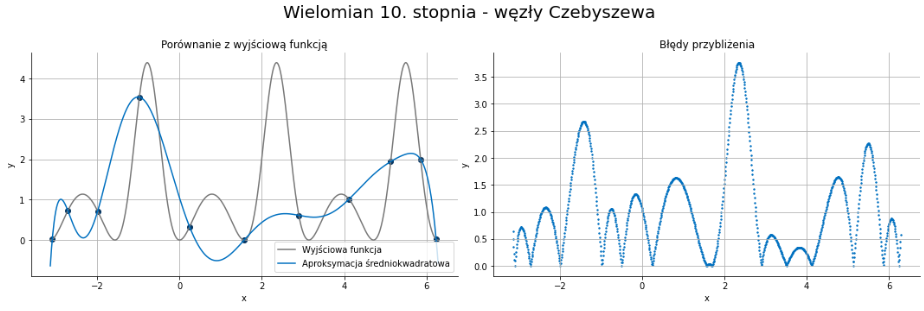 Wielomian 10. stopnia - węzły Czebyszewa
Porównanie z wyjściową funkcją
4
3
2
1
0
y
−2
0
2
4
6
x
Wyjściowa funkcja
Aproksymacja średniokwadratowa
Błędy przybliżenia
3.5
3.0
2.5
2.0
1.5
1.0
0.5
0.0
y
−2
0
2
4
6
x